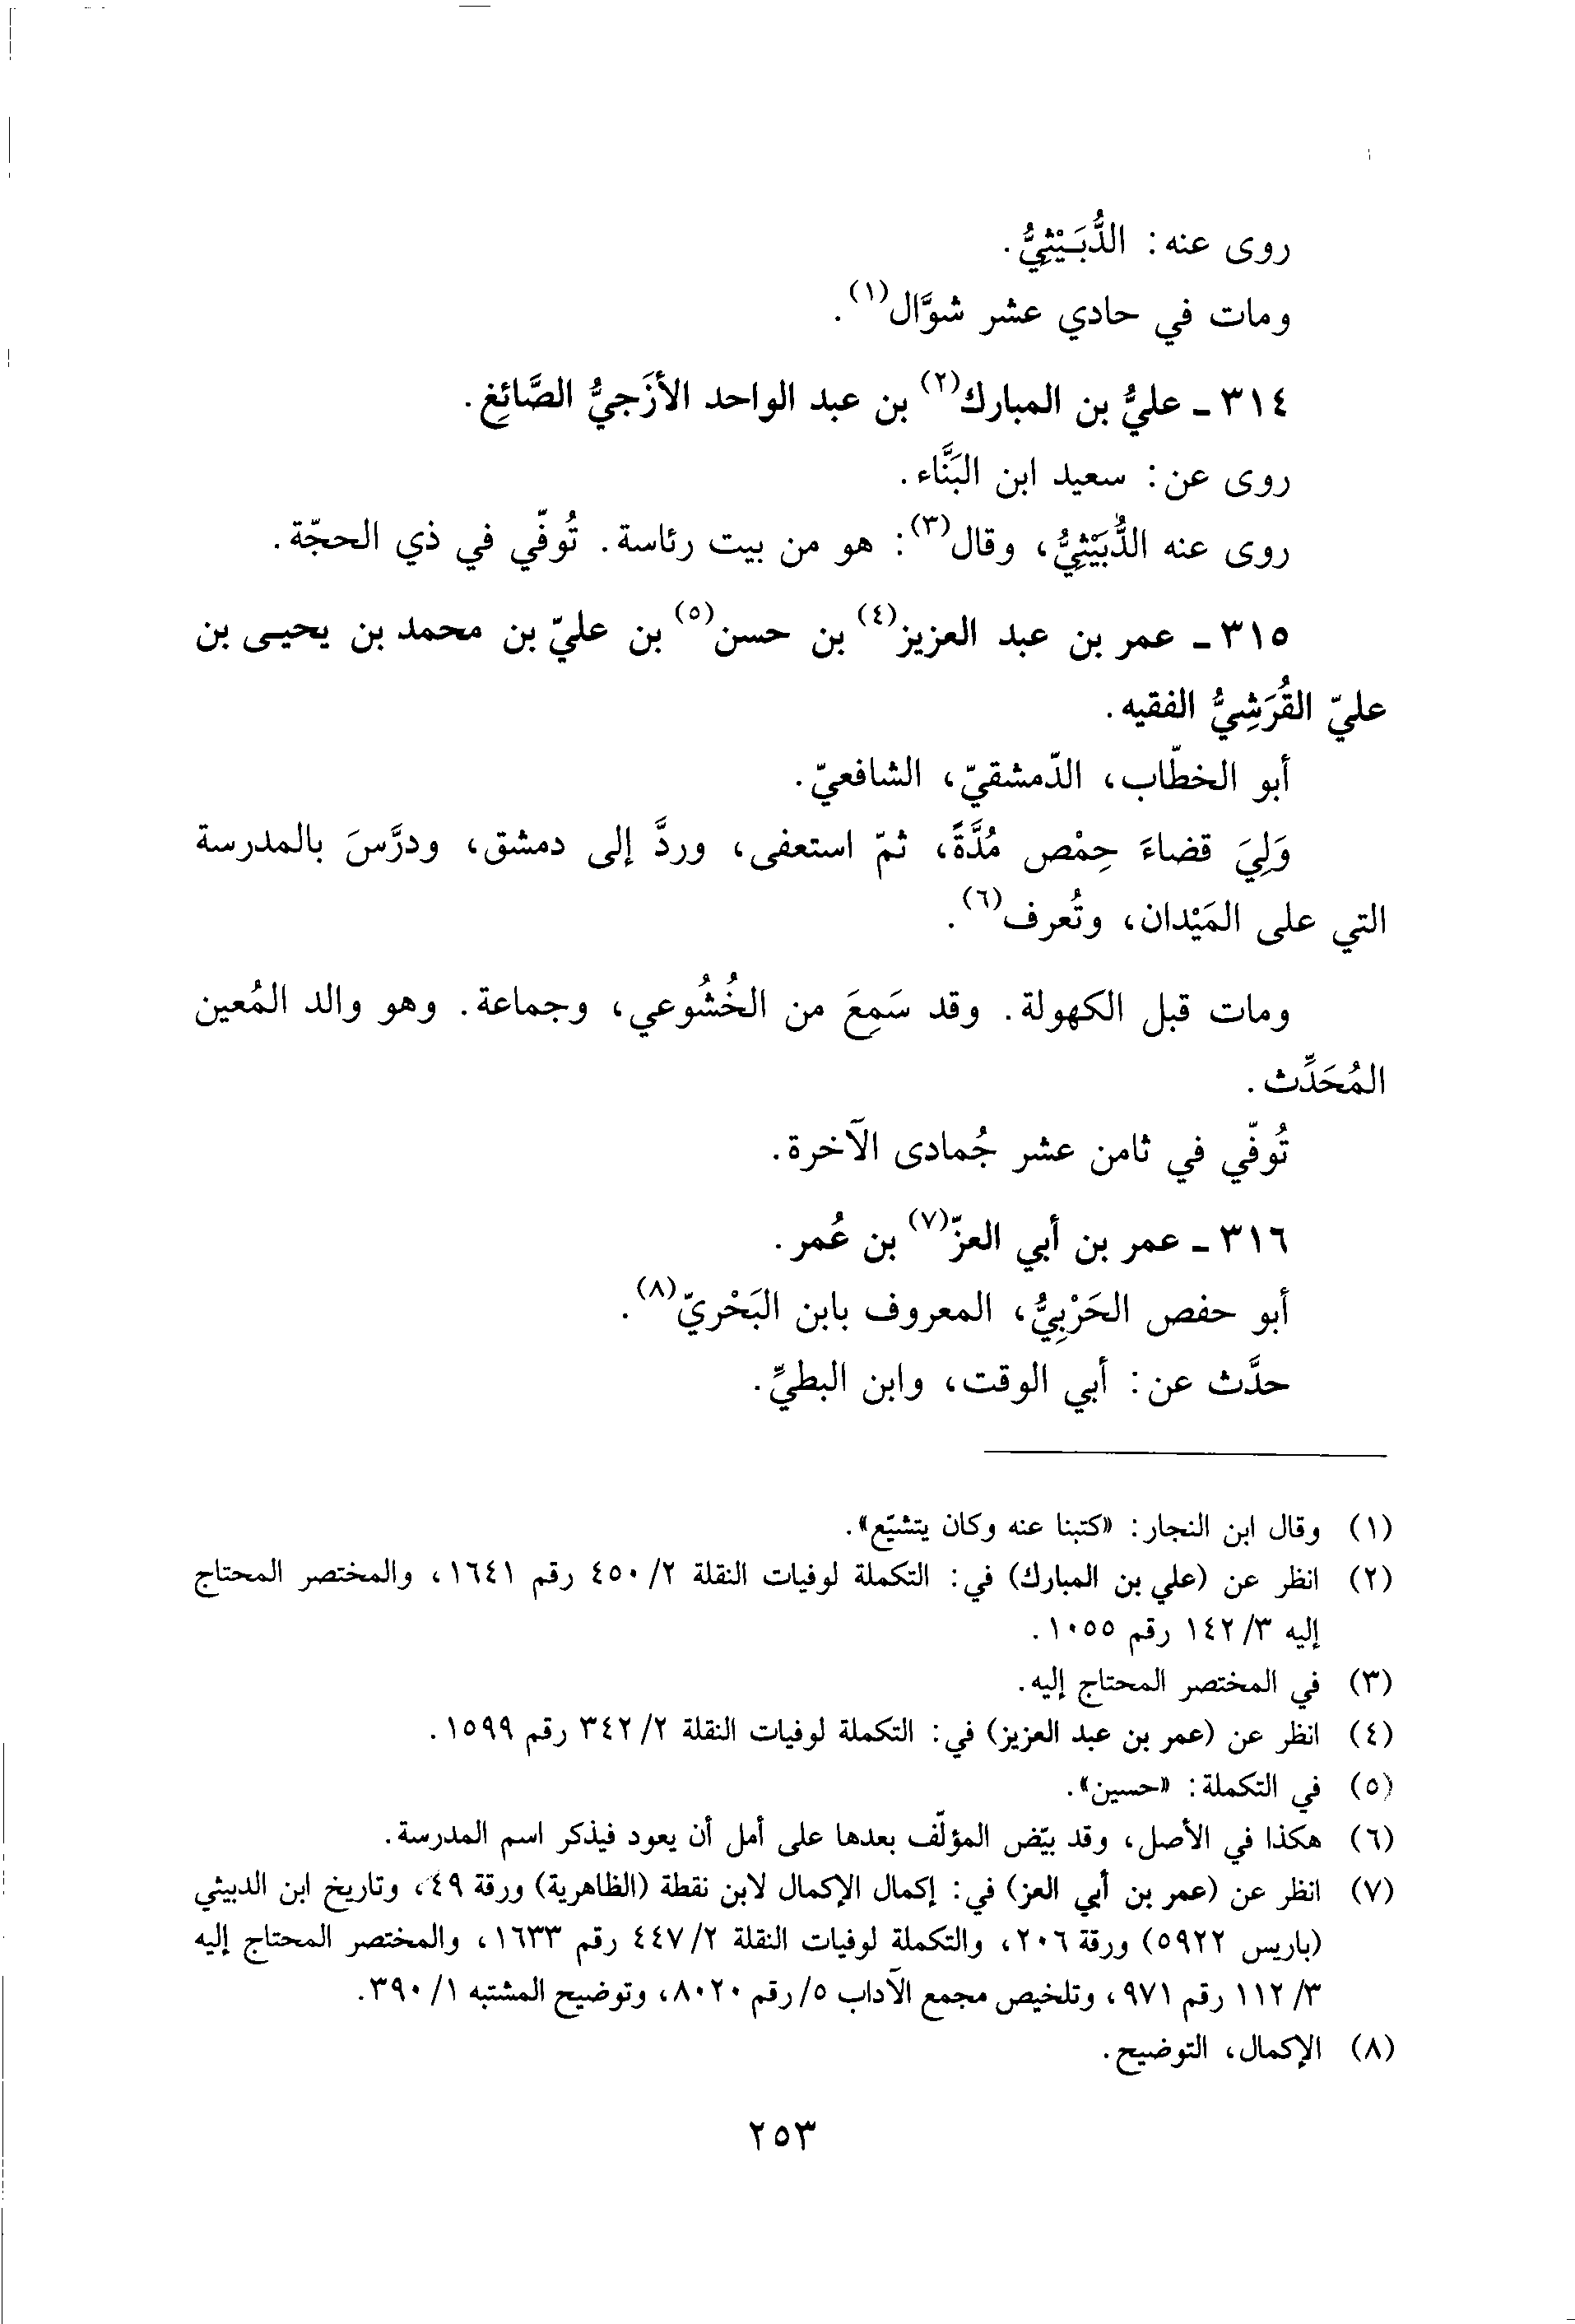 روى عنه: الدُّبَـيْثِيُّ.
ومات في حادي عشر شوَّال(١).
٣١٤ ـ عليُّ بن المبارك(٢) بن عبد الواحد الأزَجيُّ الصَّائِغ.
روى عن: سعيد ابن البَنَّاء.
روى عنه الدُّبَيْثِيُّ، وقال(٣): هو من بيت رئاسة. تُوفّي في ذي الحجّة.
٣١٥ ـ عمر بن عبد العزيز(٤) بن حسن(٥) بن عليّ بن محمد بن يحيـى بن
عليّ القُرَشِيُّ الفقيه.
أبو الخطّاب، الدّمشقيّ، الشافعيّ.
وَلِيَ قضاءَ حِمْص مُدَّةً، ثمّ استعفى، وردَّ إلى دمشق، ودرَّسَ بالمدرسة
التي على المَيْدان، وتُعرف(٦).
ومات قبل الكهولة. وقد سَمِعَ من الخُشُوعي، وجماعة. وهو والد المُعين
المُحَدِّث.
تُوفّي في ثامن عشر جُمادى الآخرة.
٣١٦ ـ عمر بن أبي العزّ(٧) بن عُمر.
أبو حفص الحَرْبِيُّ، المعروف بابن البَحْريّ(٨).
حدَّث عن: أبي الوقت، وابن البطيِّ.
(١) وقال ابن النجار: «كتبنا عنه وكان يتشيّع».
(٢) انظر عن (علي بن المبارك) في: التكملة لوفيات النقلة ٢/ ٤٥٠ رقم ١٦٤١، والمختصر المحتاج
إليه ٣/ ١٤٢ رقم ١٠٥٥.
(٣) في المختصر المحتاج إليه.
(٤) انظر عن (عمر بن عبد العزيز) في: التكملة لوفيات النقلة ٢/ ٣٤٢ رقم ١٥٩٩.
(٥) في التكملة: «حسين».
(٦) هكذا في الأصل، وقد بيّض المؤلّف بعدها على أمل أن يعود فيذكر اسم المدرسة.
(٧) انظر عن (عمر بن أبي العز) في: إكمال الإكمال لابن نقطة (الظاهرية) ورقة ٤٩، وتاريخ ابن الدبيثي
(باريس ٥٩٢٢) ورقة ٢٠٦، والتكملة لوفيات النقلة ٢/ ٤٤٧ رقم ١٦٣٣، والمختصر المحتاج إليه
٣/ ١١٢ رقم ٩٧١، وتلخيص مجمع الآداب ٥/ رقم ٨٠٢٠، وتوضيح المشتبه ١/ ٣٩٠.
(٨) الإكمال، التوضيح.
٢٥٣